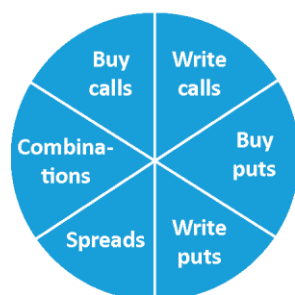 Buy
calls
Write
calls
Buy
puts
Write
puts
Spreads
Combina-
tions